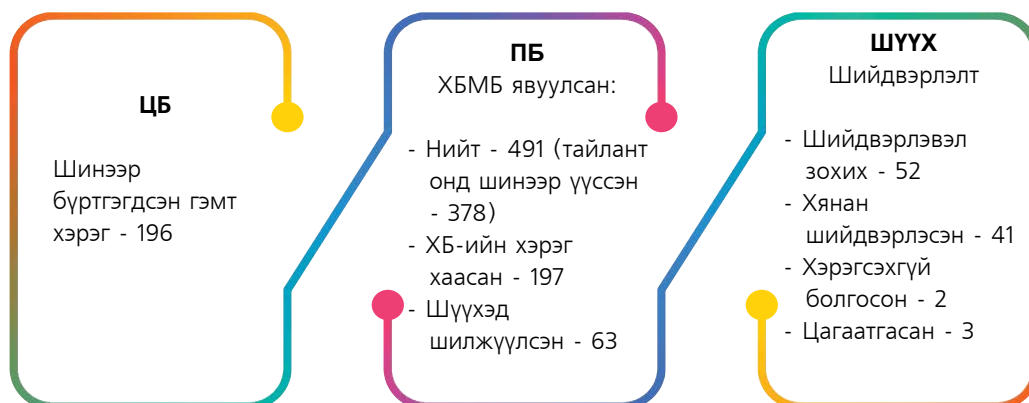 ЦБ
Шинээр
бүртгэгдсэн гэмт
хэрэг - 196
ПБ
ХБМБ явуулсан:
- Нийт - 491 (тайлант
онд шинээр үүссэн
- 378)
- ХБ-ийн хэрэг
хаасан - 197
- Шүүхэд
шилжүүлсэн - 63
ШҮҮХ
Шийдвэрлэлт
- Шийдвэрлэвэл
зохих - 52
- Хянан
шийдвэрлэсэн - 41
- Хэрэгсэхгүй
болгосон - 2
- Цагаатгасан - 3